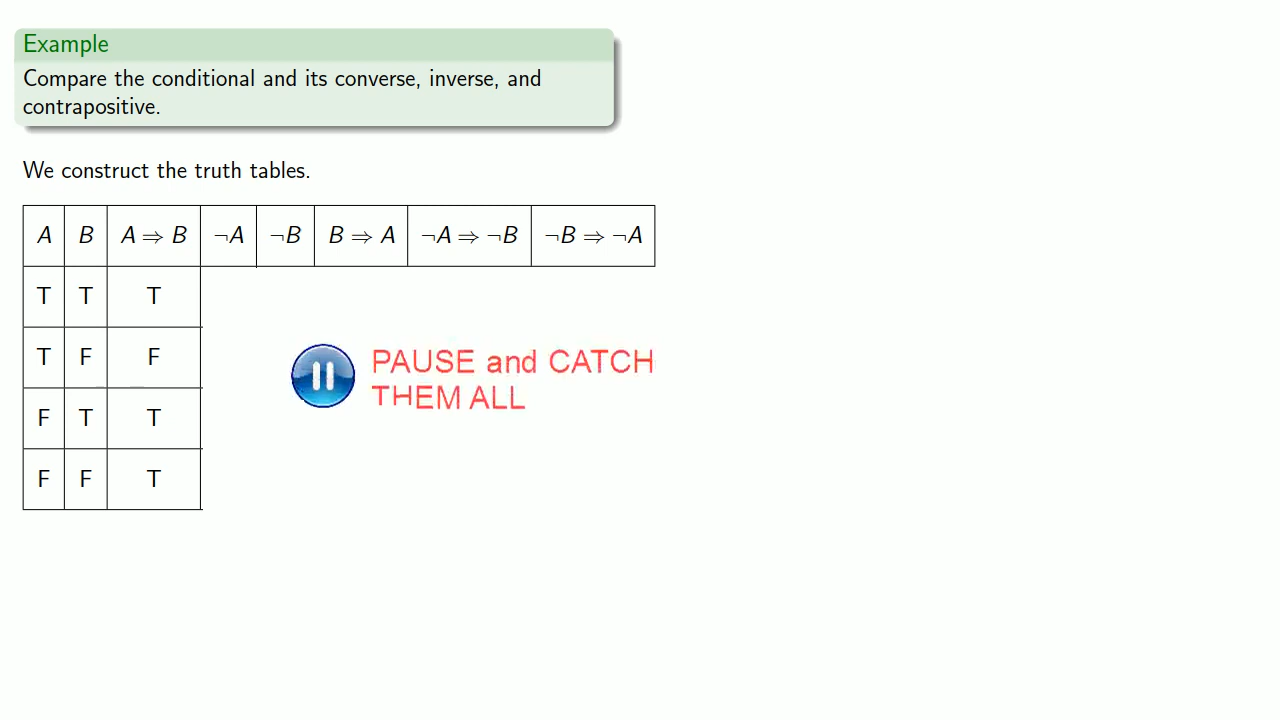 Example
Compare the conditional and its converse, inverse, and
contrapositive.
We construct the truth tables.
A B A ⇒ B ¬A ¬B B ⇒ A ¬A ⇒ ¬B ¬B ⇒ ¬A
T T T
T F F
F T T
F F T
PAUSE and CATCH
THEM ALL